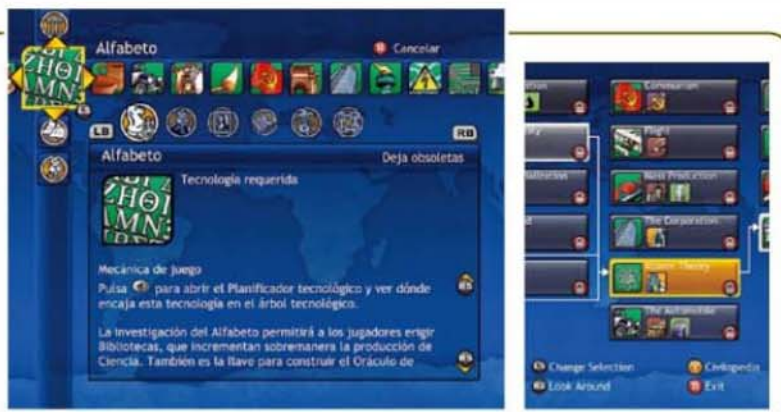 Alfabeto
Cancelar
LB
RB
Alfabeto
Deja obsoletas
Tecnología requerida
Mecánica de juego
Pulsa para abrir el Planificador tecnológico y ver dónde
encaja esta tecnología en el árbol tecnológico.
La investigación del Alfabeto permitirá a los jugadores erigir
Bibliotecas, que incrementan sobremanera la producción de
Ciencia. También es la llave para construir el Oráculo de
Communism
Flight
Mass Production
The Corporation
Atomic Theory
The Automobile
Change Selection
Civilopedia
Look Around
Exit